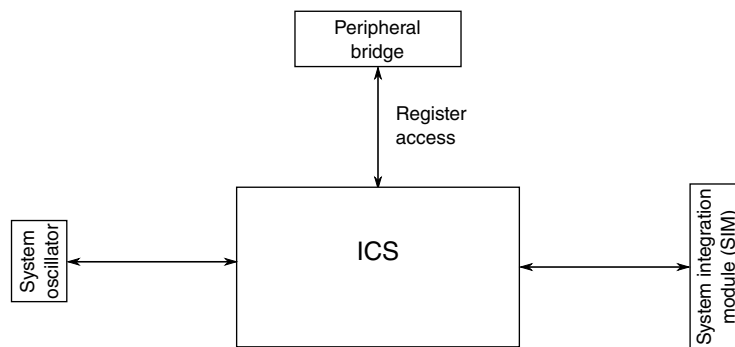 Peripheral
bridge
Register
access
System
oscillator
ICS
System integration
module (SIM)